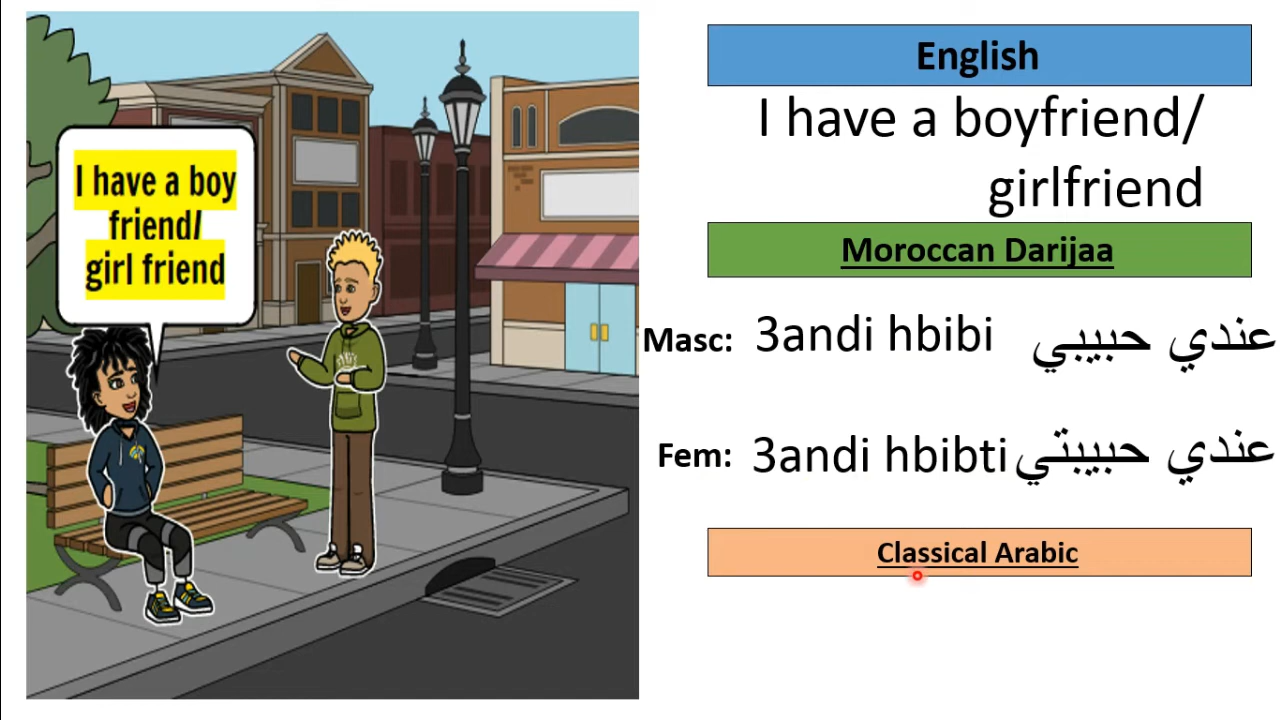 I have a boy
friend/
girl friend
English
I have a boyfriend/
girlfriend
Moroccan Darijaa
Masc: 3andi hbibi عندي حبيبي
Fem: 3andi hbibti عندي حبيبتي
Classical Arabic